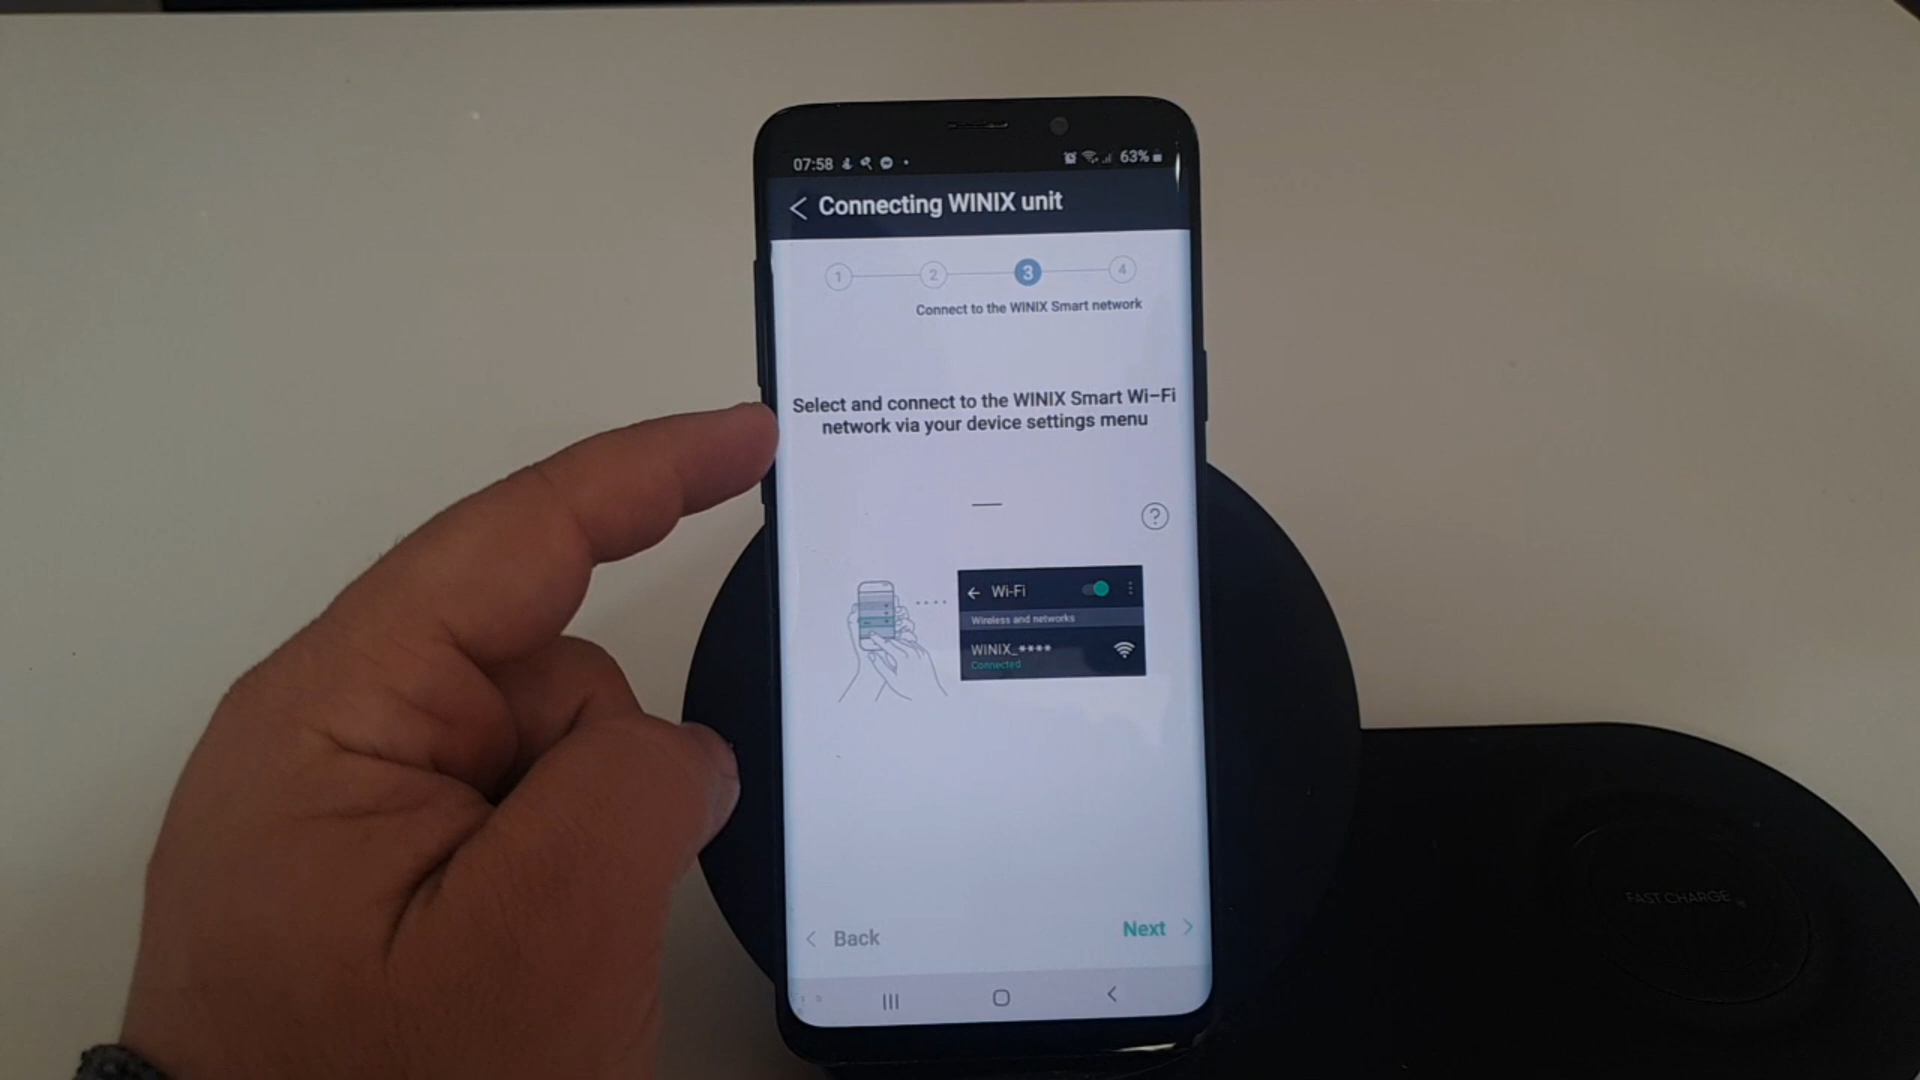 07:58
63%
Connecting WINIX unit
1
2
3
4
Connect to the WINIX Smart network
Select and connect to the WINIX Smart Wi-Fi
network via your device settings menu
?
Wi-Fi
Wireless and networks
WINIX_****
Connected
Back
Next
FAST CHARGE